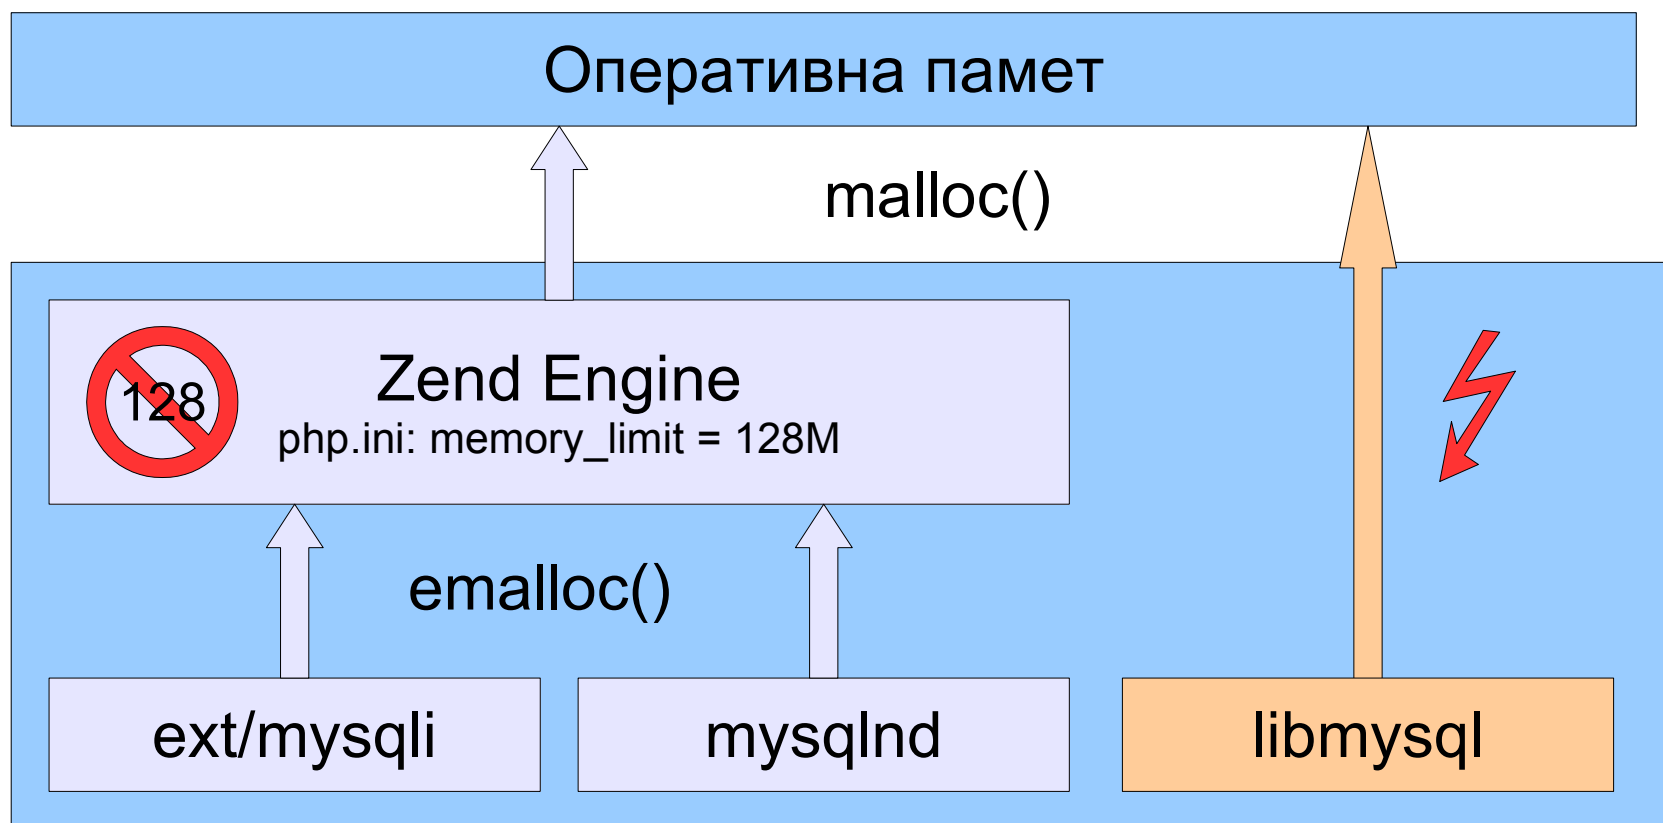 Оперативна памет
malloc()
128
Zend Engine
php.ini: memory_limit = 128M
emalloc()
ext/mysqli
mysqlnd
libmysql